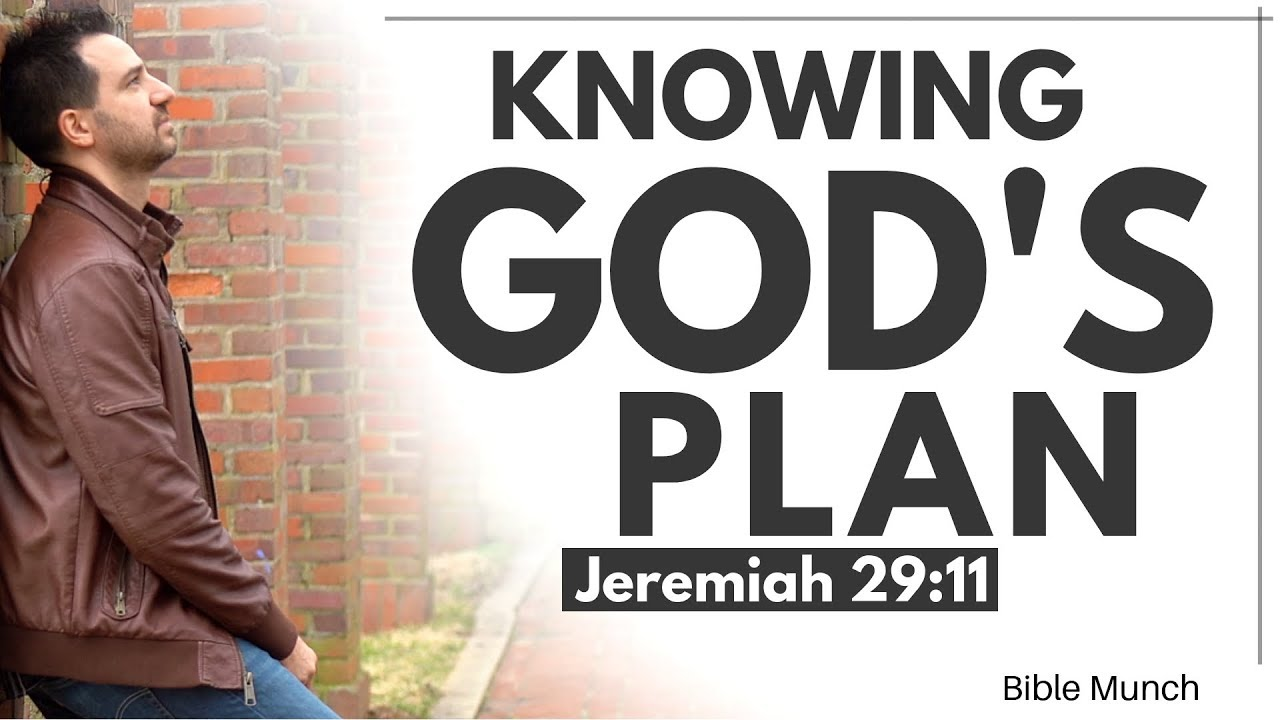 KNOWING
GOD'S
PLAN
Jeremiah 29:11
Bible Munch